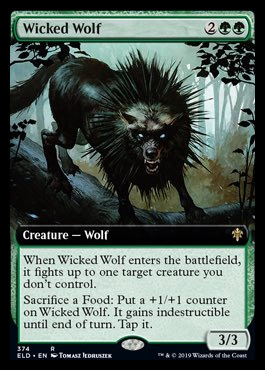 Wicked Wolf 2
Creature — Wolf
When Wicked Wolf enters the battlefield,
it fights up to one target creature you
don't control.
Sacrifice a Food: Put a +1/+1 counter
on Wicked Wolf. It gains indestructible
until end of turn. Tap it.
3/3
374 R
ELD • EN Tomasz Jedruszek ™ & © 2019 Wizards of the Coast